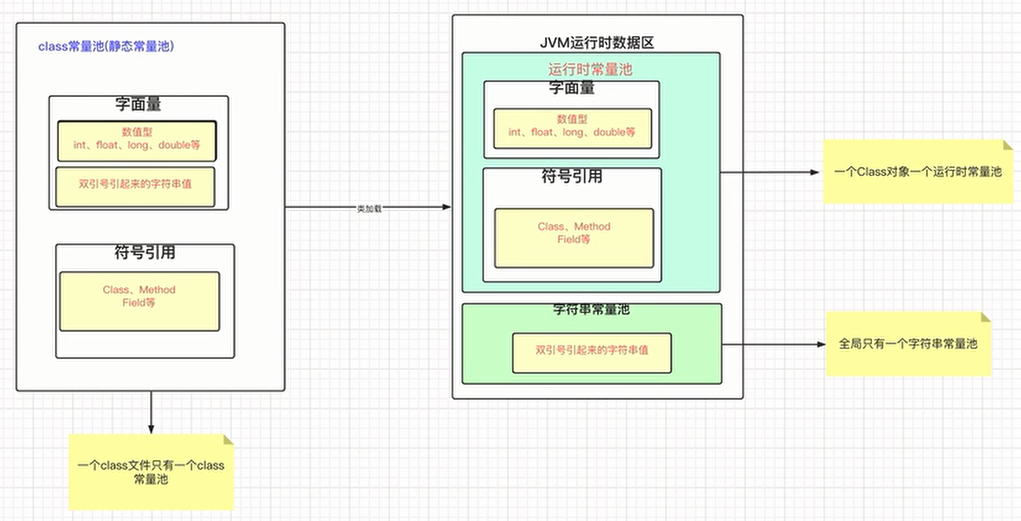 class常量池(静态常量池)
字面量
数值型
int、float、long、double等
双引号引起来的字符串值
符号引用
Class、Method
Field等
一个class文件只有一个class
常量池
类加载
JVM运行时数据区
运行时常量池
字面量
数值型
int、float、long、double等
符号引用
Class、Method
Field等
字符串常量池
双引号引起来的字符串值
一个Class对象一个运行时常量池
全局只有一个字符串常量池